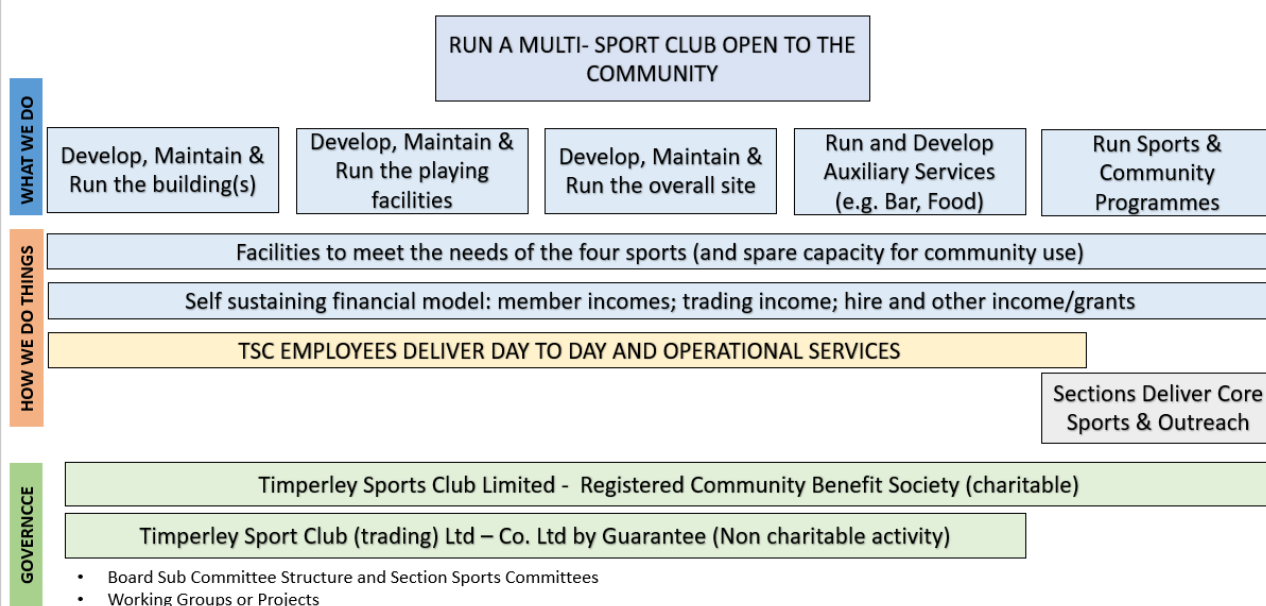 RUN A MULTI- SPORT CLUB OPEN TO THE
COMMUNITY
WHAT WE DO
Develop, Maintain &
Run the building(s)
Develop, Maintain &
Run the playing
facilities
Develop, Maintain &
Run the overall site
Run and Develop
Auxiliary Services
(e.g. Bar, Food)
Run Sports &
Community
Programmes
HOW WE DO THINGS
Facilities to meet the needs of the four sports (and spare capacity for community use)
Self sustaining financial model: member incomes; trading income; hire and other income/grants
TSC EMPLOYEES DELIVER DAY TO DAY AND OPERATIONAL SERVICES
Sections Deliver Core
Sports & Outreach
GOVERNCCE
Timperley Sports Club Limited - Registered Community Benefit Society (charitable)
Timperley Sport Club (trading) Ltd – Co. Ltd by Guarantee (Non charitable activity)
• Board Sub Committee Structure and Section Sports Committees
• Working Groups or Projects